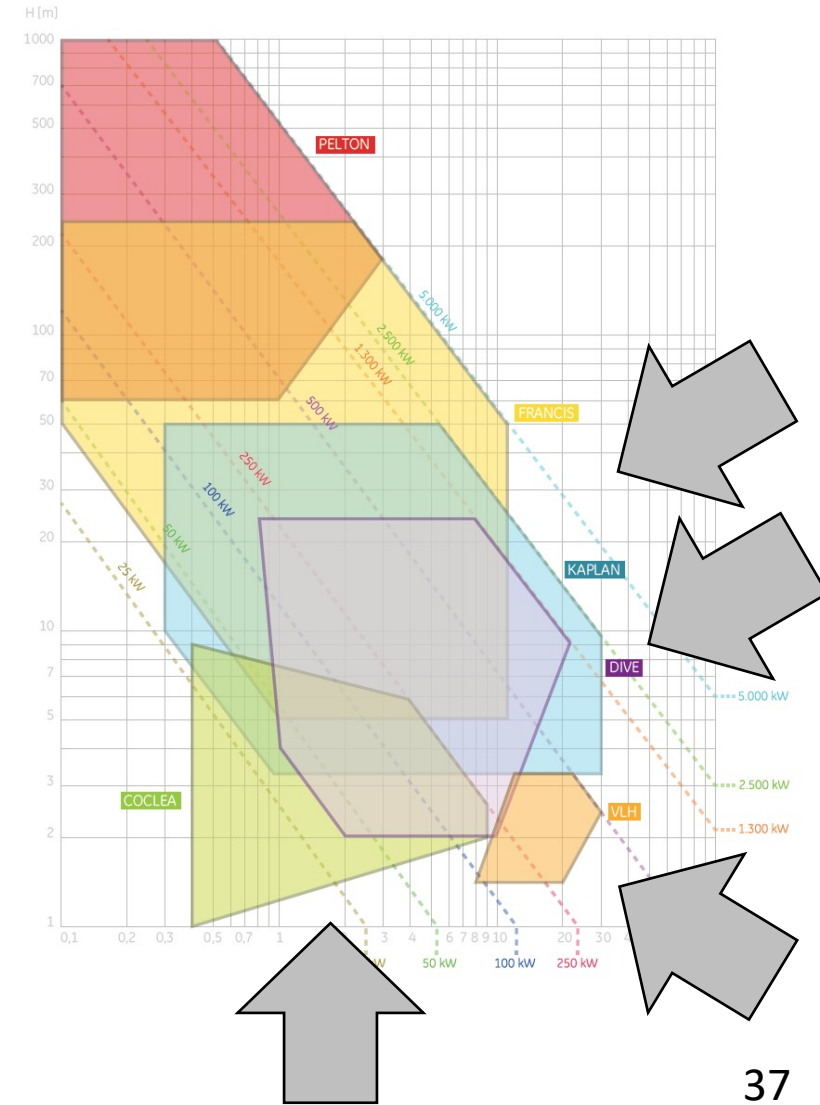 H [m]
1000
700
500
300
200
100
70
50
30
20
10
7
5
3
2
1
PELTON
FRANCIS
KAPLAN
DIVE
VLH
COCLEA
5.000 kW
2.500 kW
1.300 kW
500 kW
250 kW
100 kW
50 kW
25 kW
5.000 kW
2.500 kW
1.300 kW
0,1 0,2 0,3 0,5 0,7 1 3 4 6 7 8 9 10 20 30
50 kW 100 kW 250 kW
37